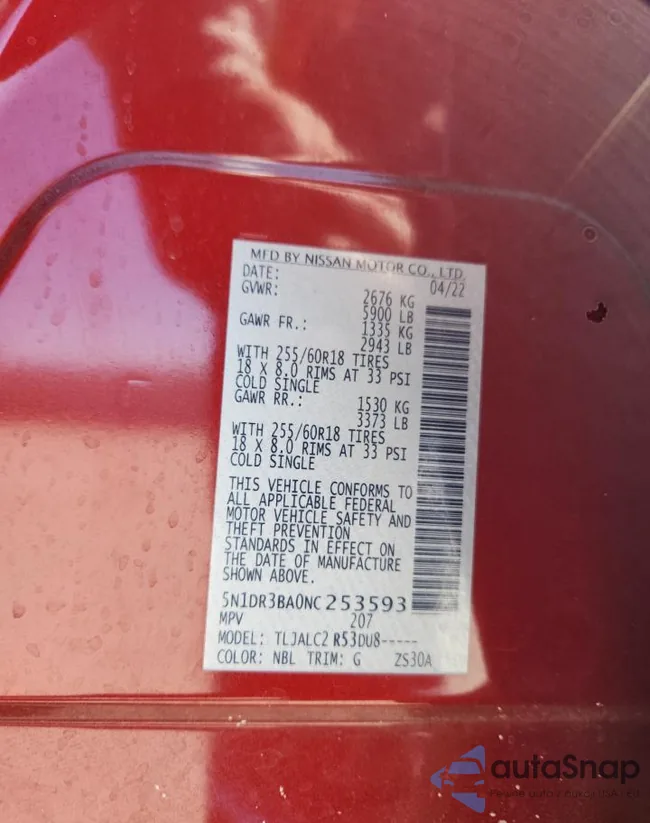 MFD BY NISSAN MOTOR CO., LTD
DATE: 04/22
GVWR: 2676 KG
5900 LB
GAWR FR.: 1335 KG
2943 LB
WITH 255/60R18 TIRES
18 X 8.0 RIMS AT 33 PSI
COLD SINGLE
GAWR RR.: 1530 KG
3373 LB
WITH 255/60R18 TIRES
18 X 8.0 RIMS AT 33 PSI
COLD SINGLE
THIS VEHICLE CONFORMS TO
ALL APPLICABLE FEDERAL
MOTOR VEHICLE SAFETY AND
THEFT PREVENTION
STANDARDS IN EFFECT ON
THE DATE OF MANUFACTURE
SHOWN ABOVE.
5N1DR3BA0NC253593
MPV 207
MODEL: TLJALC2 R53DU8-----
COLOR: NBL TRIM: G ZS30A
autaSnap